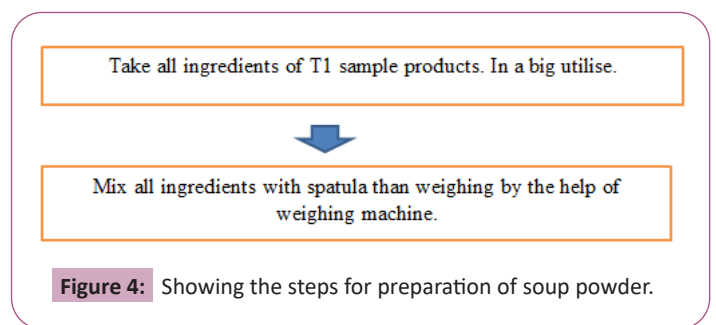 Take all ingredients of T1 sample products. In a big utilise.
Mix all ingredients with spatula than weighing by the help of
weighing machine.
Figure 4: Showing the steps for preparation of soup powder.